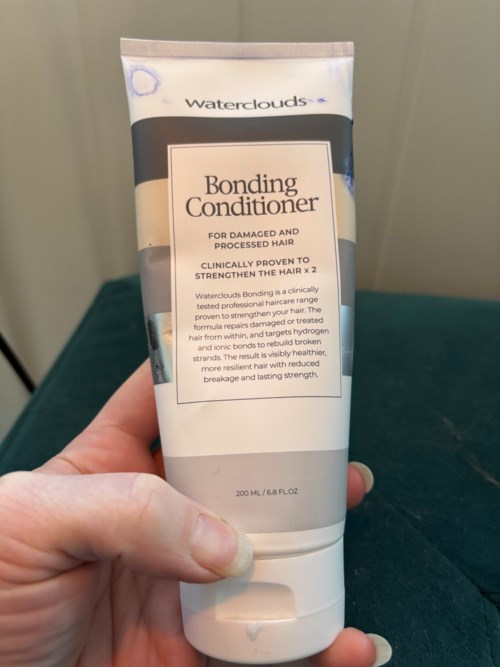 waterclouds
Bonding
Conditioner
FOR DAMAGED AND
PROCESSED HAIR
CLINICALLY PROVEN TO
STRENGTHEN THE HAIR x 2
Waterclouds Bonding is a clinically
tested professional haircare range
proven to strengthen your hair. The
formula repairs damaged or treated
hair from within, and targets hydrogen
and ionic bonds to rebuild broken
strands. The result is visibly healthier,
more resilient hair with reduced
breakage and lasting strength.
200 ML / 6.8 FL.OZ